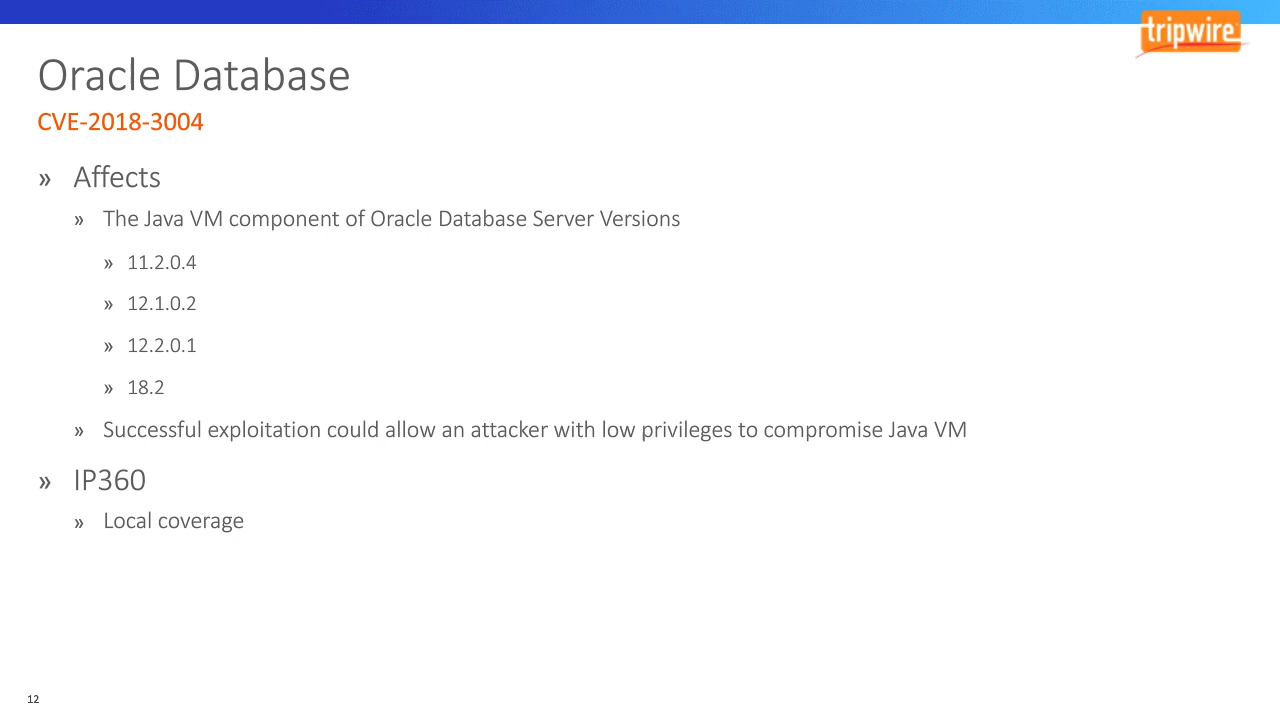 tripwire
Oracle Database
CVE-2018-3004
» Affects
» The Java VM component of Oracle Database Server Versions
» 11.2.0.4
» 12.1.0.2
» 12.2.0.1
» 18.2
» Successful exploitation could allow an attacker with low privileges to compromise Java VM
» IP360
» Local coverage
12